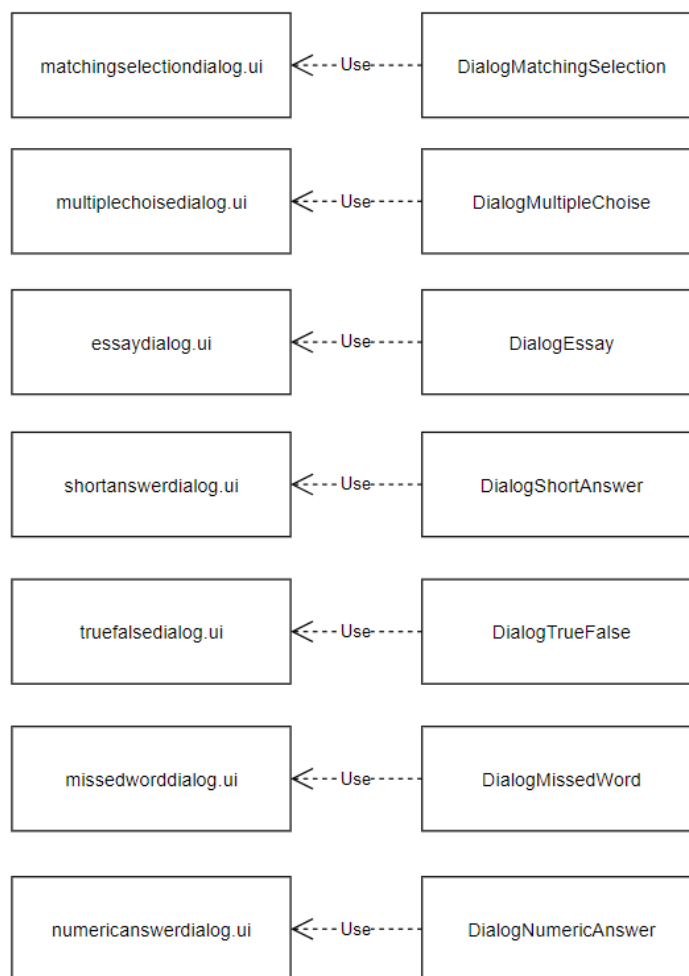 matchingselectiondialog.ui Use DialogMatchingSelection
multiplechoisedialog.ui Use DialogMultipleChoise
essaydialog.ui Use DialogEssay
shortanswerdialog.ui Use DialogShortAnswer
truefalsedialog.ui Use DialogTrueFalse
missedworddialog.ui Use DialogMissedWord
numericanswerdialog.ui Use DialogNumericAnswer